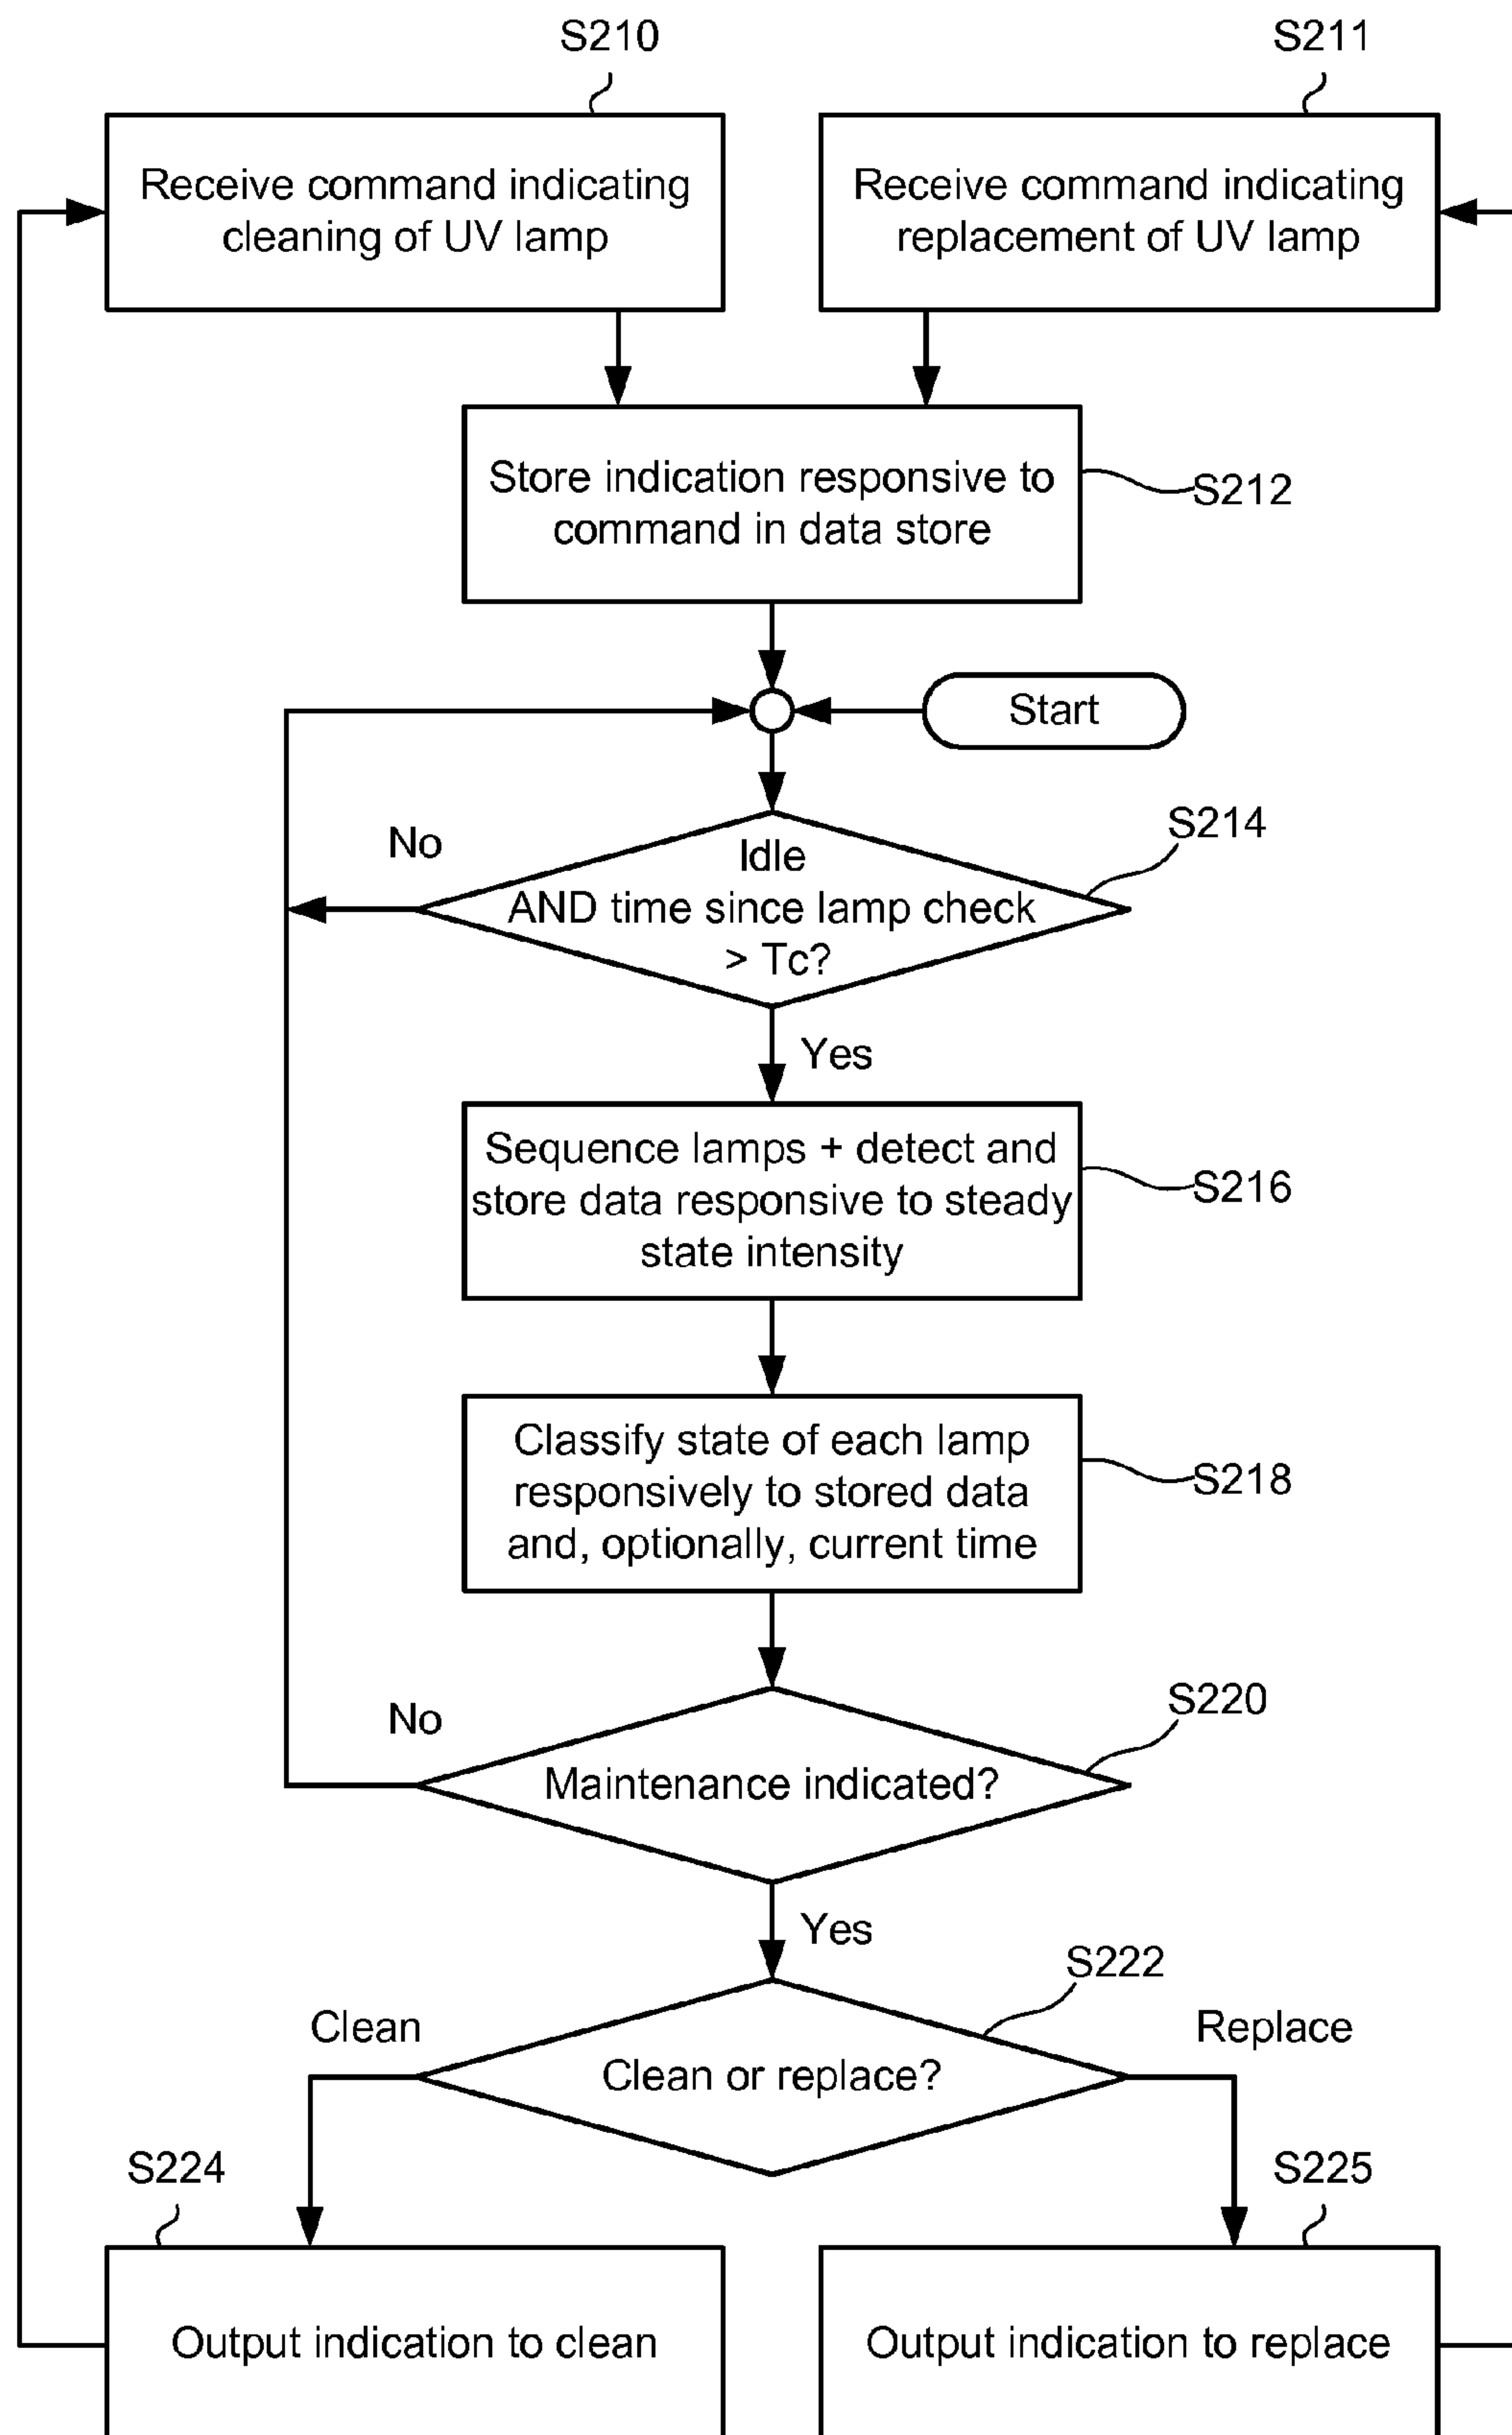 S210
S211
Receive command indicating
cleaning of UV lamp
Receive command indicating
replacement of UV lamp
Store indication responsive to
command in data store
S212
Start
S214
No
Idle
AND time since lamp check
> Tc?
Yes
Sequence lamps + detect and
store data responsive to steady
state intensity
S216
Classify state of each lamp
responsively to stored data
and, optionally, current time
S218
S220
No
Maintenance indicated?
Yes
S222
Clean
Replace
Clean or replace?
S224
S225
Output indication to clean
Output indication to replace